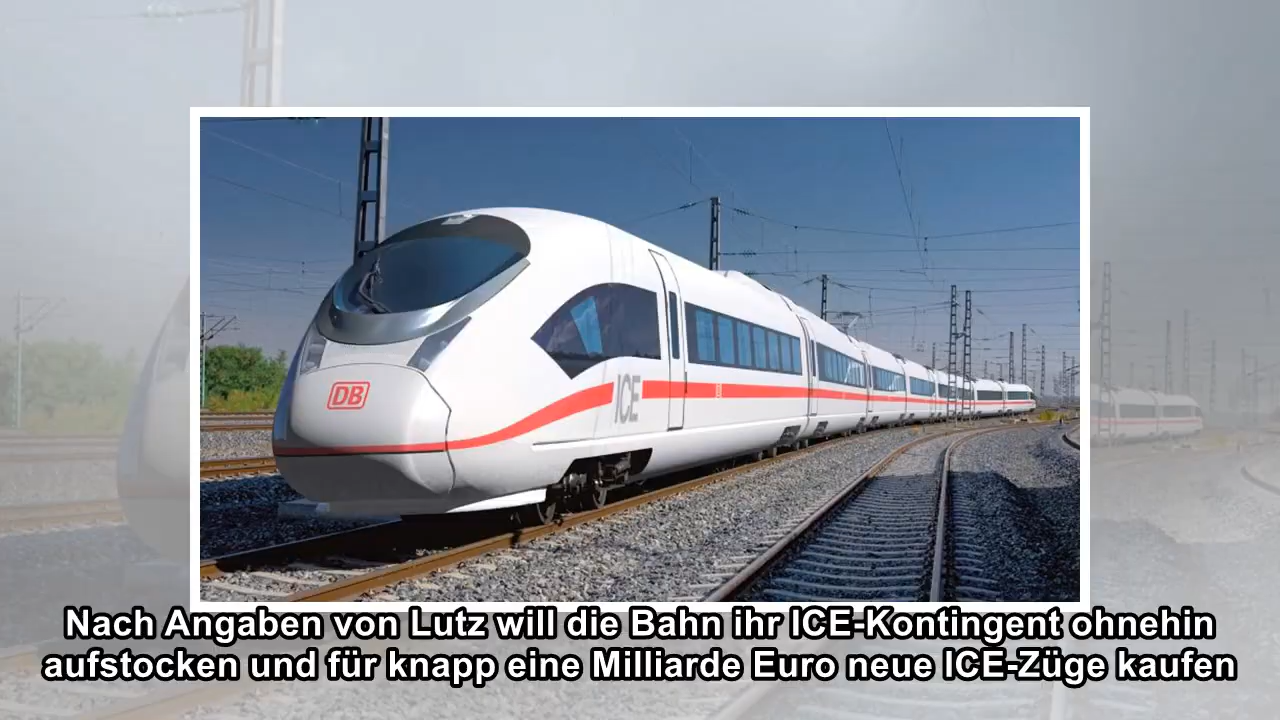 DB
ICE
Nach Angaben von Lutz will die Bahn ihr ICE-Kontingent ohnehin
aufstocken und für knapp eine Milliarde Euro neue ICE-Züge kaufen